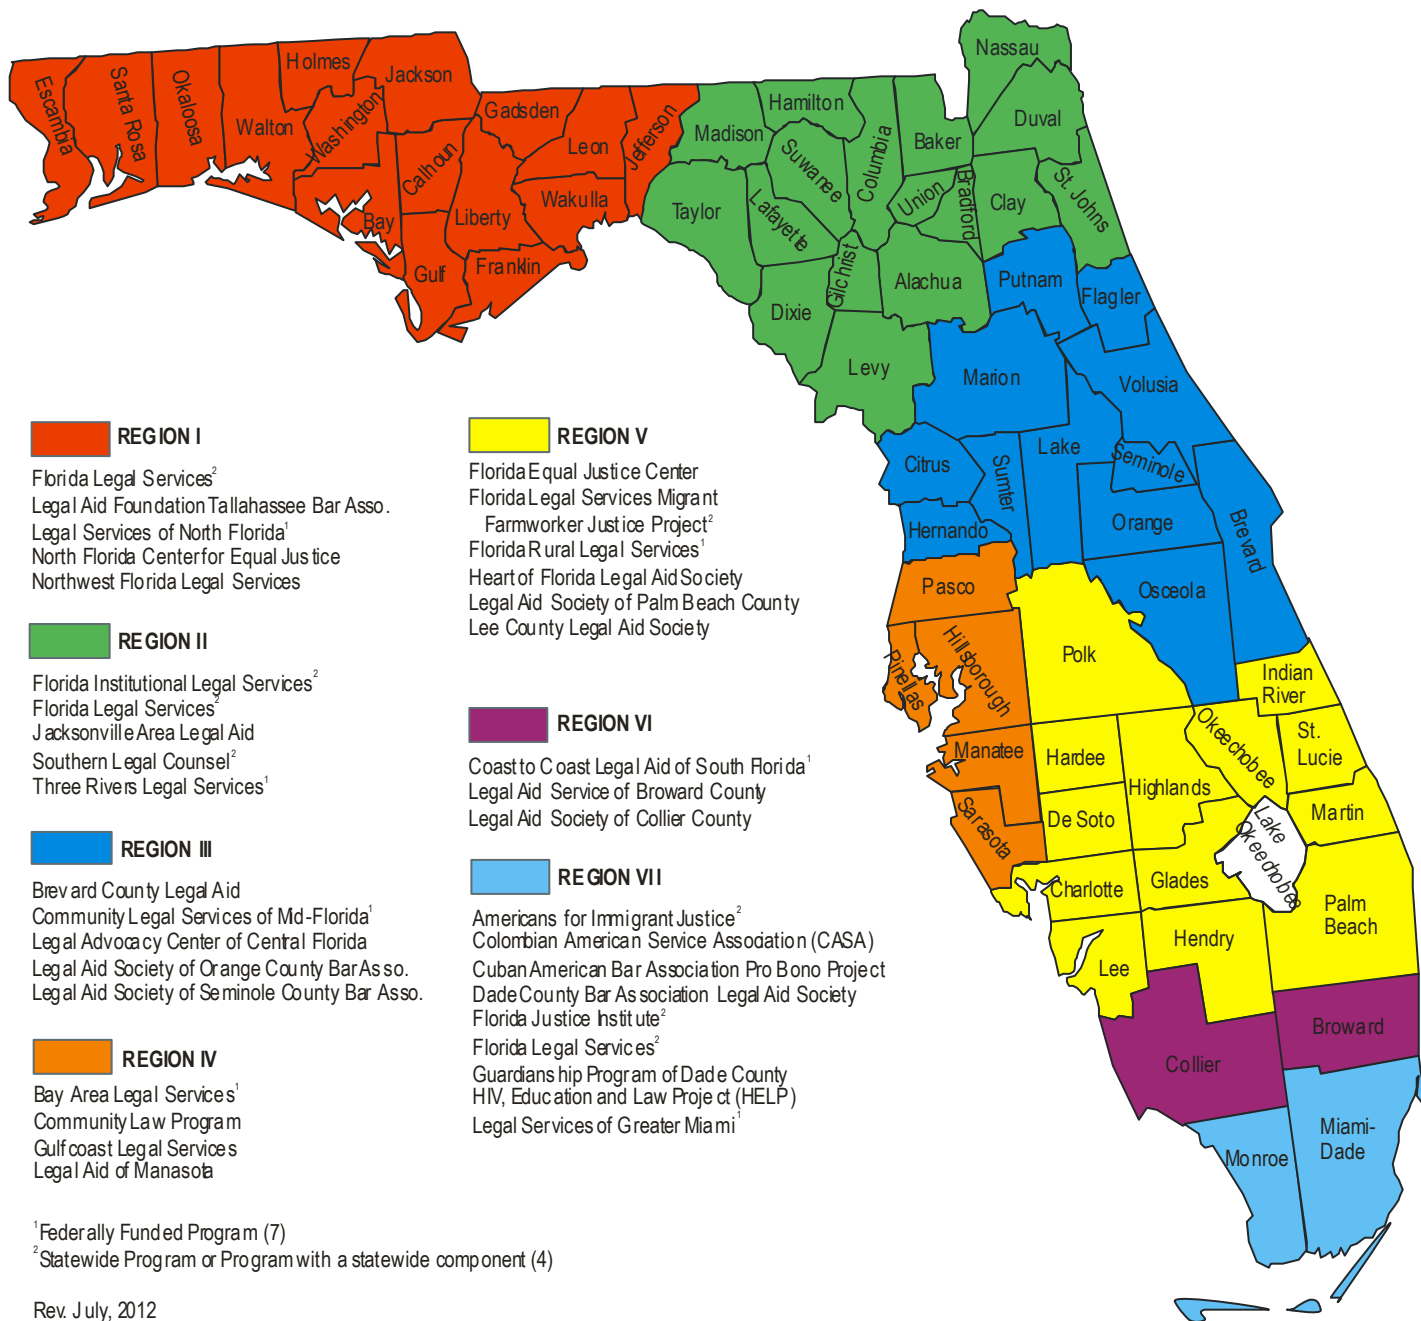 Nassau
Holmes
Jackson
Escambia
Santa Rosa
Okaloosa
Walton
Washington
Gadsden
Hamilton
Madison
Suwanee
Columbia
Baker
Duval
Leon
Jefferson
Calhoun
Liberty
Wakulla
Bay
Gulf
Franklin
Taylor
Lafayette
Union
Bradford
Clay
St. Johns
Gilchrist
Alachua
Dixie
Putnam
Flagler
Levy
Marion
Volusia
Citrus
Sumter
Lake
Seminole
Orange
Hernando
Brevard
Pasco
Osceola
Pinellas
Hillsborough
Polk
Indian
River
Okeechobee
St.
Lucie
Manatee
Hardee
Highlands
Sarasota
De Soto
Martin
Lake
Okeechobee
Charlotte
Glades
Palm
Beach
Lee
Hendry
Broward
Collier
Miami-
Dade
Monroe
REGION I
Florida Legal Services²
Legal Aid Foundation Tallahassee Bar Asso.
Legal Services of North Florida¹
North Florida Center for Equal Justice
Northwest Florida Legal Services
REGION II
Florida Institutional Legal Services²
Florida Legal Services²
Jacksonville Area Legal Aid
Southern Legal Counsel²
Three Rivers Legal Services¹
REGION III
Brevard County Legal Aid
Community Legal Services of Mid-Florida¹
Legal Advocacy Center of Central Florida
Legal Aid Society of Orange County Bar Asso.
Legal Aid Society of Seminole County Bar Asso.
REGION IV
Bay Area Legal Services¹
Community Law Program
Gulfcoast Legal Services
Legal Aid of Manasota
REGION V
Florida Equal Justice Center
Florida Legal Services Migrant
Farmworker Justice Project²
Florida Rural Legal Services¹
Heart of Florida Legal Aid Society
Legal Aid Society of Palm Beach County
Lee County Legal Aid Society
REGION VI
Coast to Coast Legal Aid of South Florida¹
Legal Aid Service of Broward County
Legal Aid Society of Collier County
REGION VII
Americans for Immigrant Justice²
Colombian American Service Association (CASA)
Cuban American Bar Association Pro Bono Project
Dade County Bar Association Legal Aid Society
Florida Justice Institute²
Florida Legal Services²
Guardianship Program of Dade County
HIV, Education and Law Project (HELP)
Legal Services of Greater Miami¹
¹Federally Funded Program (7)
²Statewide Program or Program with a statewide component (4)
Rev. July, 2012